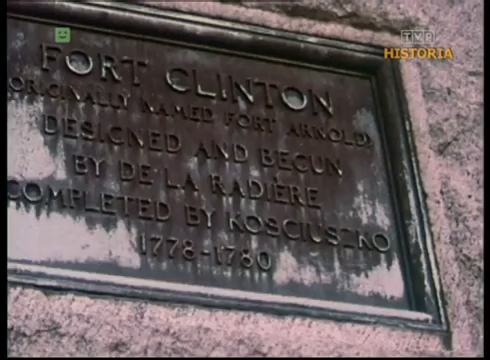 TVP
HISTORIA
FORT CLINTON
(ORIGINALLY NAMED FORT ARNOLD)
DESIGNED AND BEGUN
BY DE LA RADIÈRE
COMPLETED BY KOSCIUSZKO
1778-1780